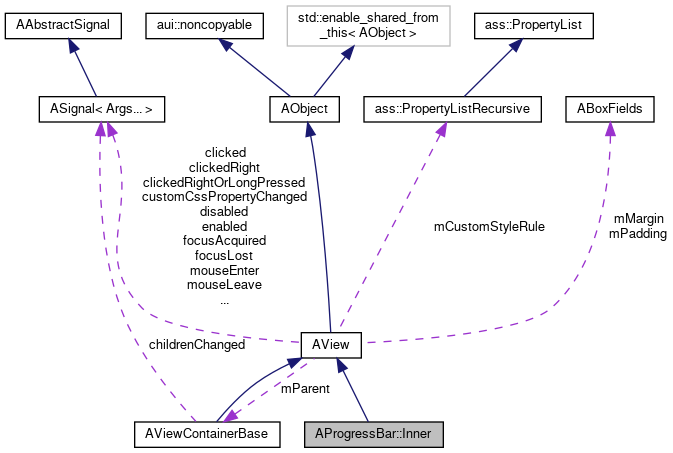 AAbstractSignal
aui::noncopyable
std::enable_shared_from
_this< AObject >
ass::PropertyList
ASignal< Args... >
AObject
ass::PropertyListRecursive
ABoxFields
clicked
clickedRight
clickedRightOrLongPressed
customCssPropertyChanged
disabled
enabled
focusAcquired
focusLost
mouseEnter
mouseLeave
...
mCustomStyleRule
mMargin
mPadding
childrenChanged
AView
mParent
AViewContainerBase
AProgressBar::Inner